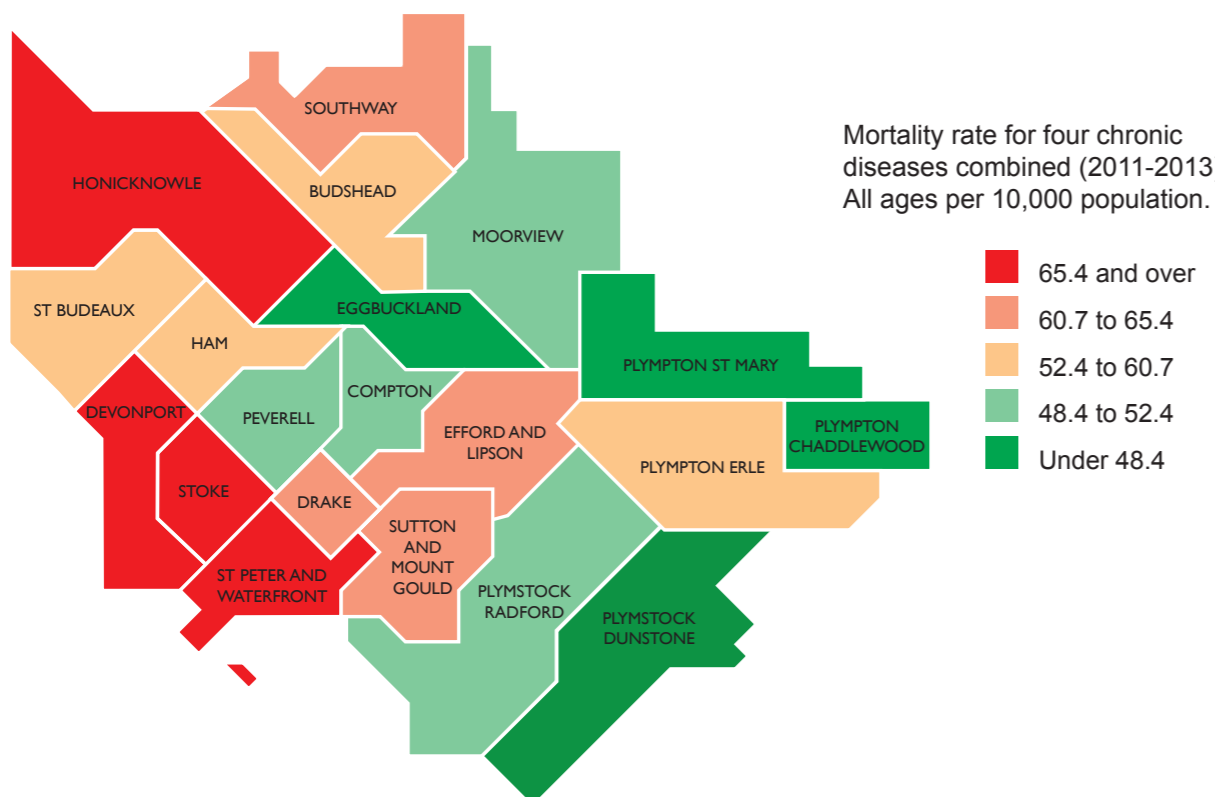 SOUTHWAY
HONICKNOWLE
BUDSHEAD
MOORVIEW
ST BUDEAUX
EGGBUCKLAND
HAM
PLYMPTON ST MARY
COMPTON
DEVONPORT
PEVERELL
EFFORD AND
LIPSON
PLYMPTON
CHADDLEWOOD
PLYMPTON ERLE
STOKE
DRAKE
SUTTON
AND
MOUNT
GOULD
ST PETER AND
WATERFRONT
PLYMSTOCK
RADFORD
PLYMSTOCK
DUNSTONE
Mortality rate for four chronic
diseases combined (2011-2013
All ages per 10,000 population.
65.4 and over
60.7 to 65.4
52.4 to 60.7
48.4 to 52.4
Under 48.4